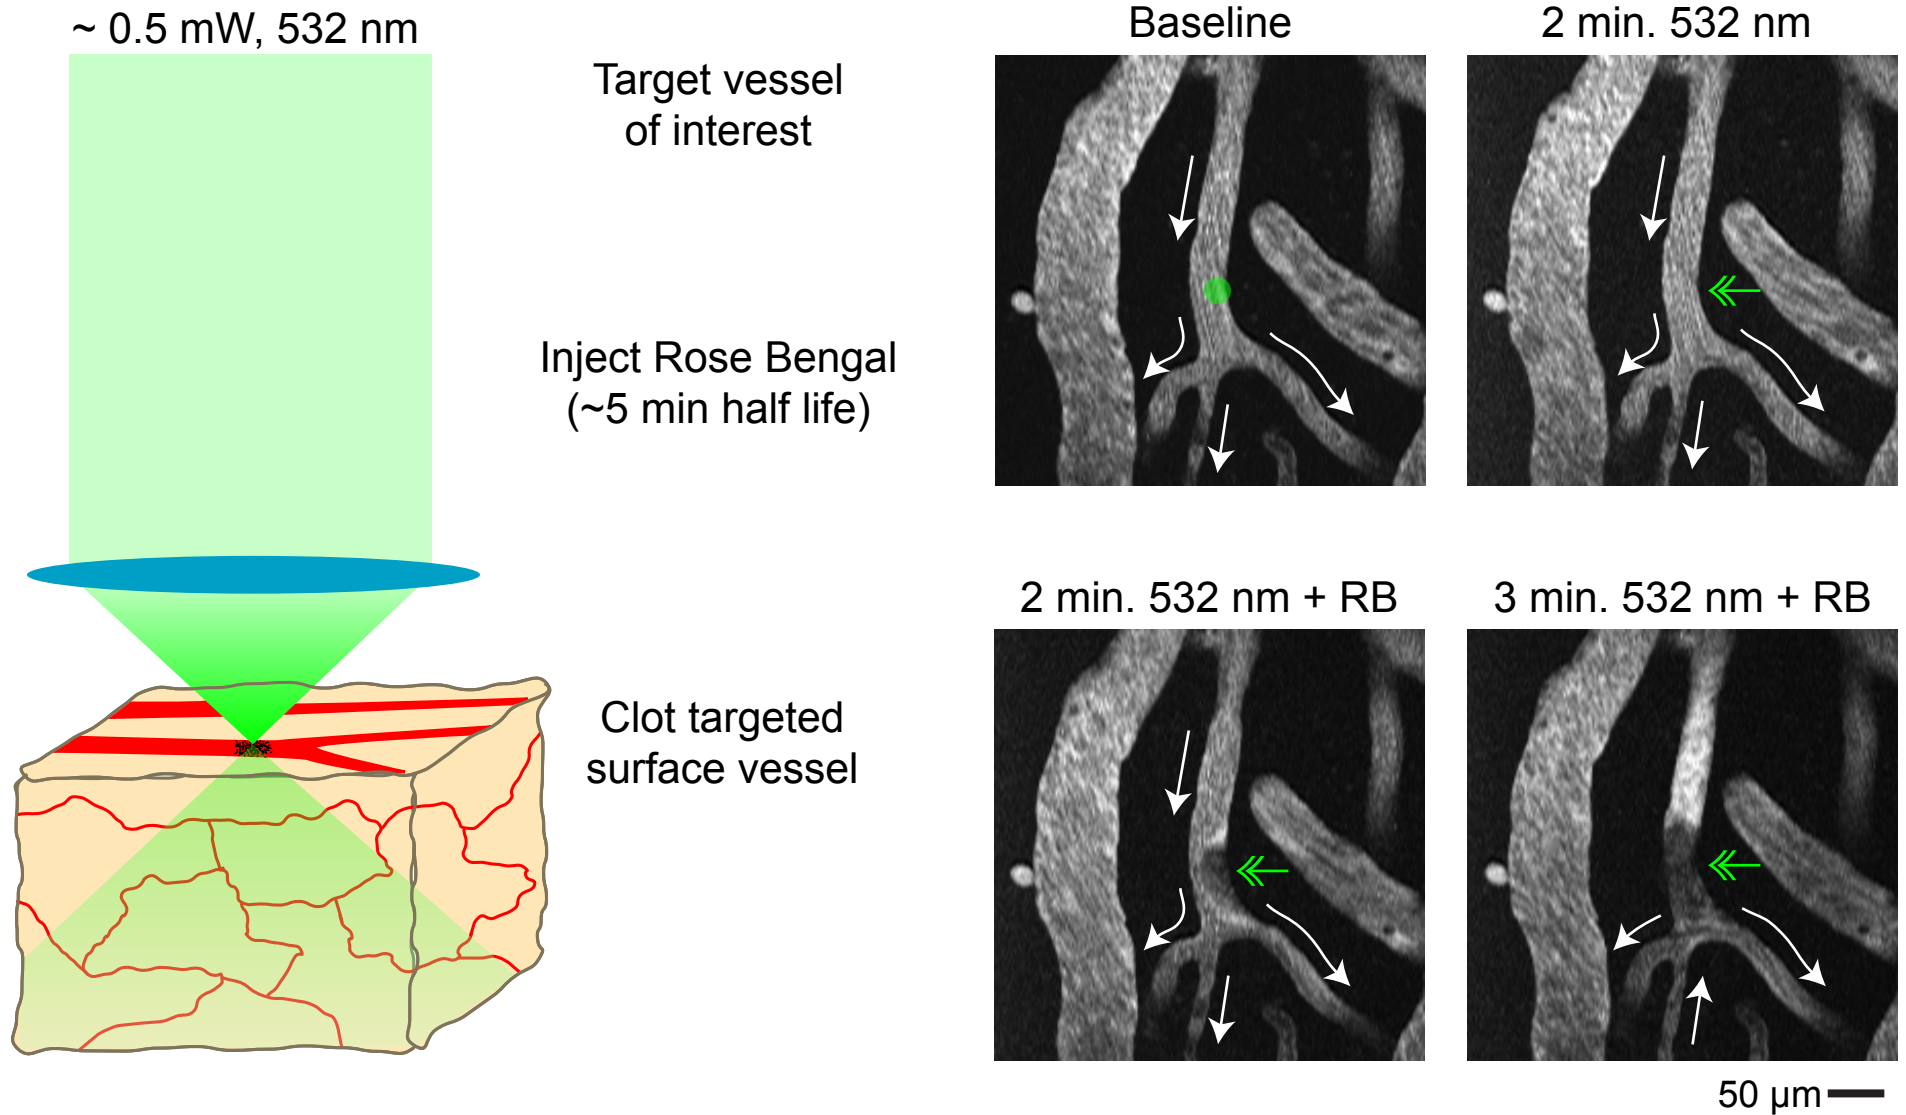 ~ 0.5 mW, 532 nm
Target vessel
of interest
Inject Rose Bengal
(~5 min half life)
Clot targeted
surface vessel
Baseline
2 min. 532 nm
2 min. 532 nm + RB
3 min. 532 nm + RB
50 μm